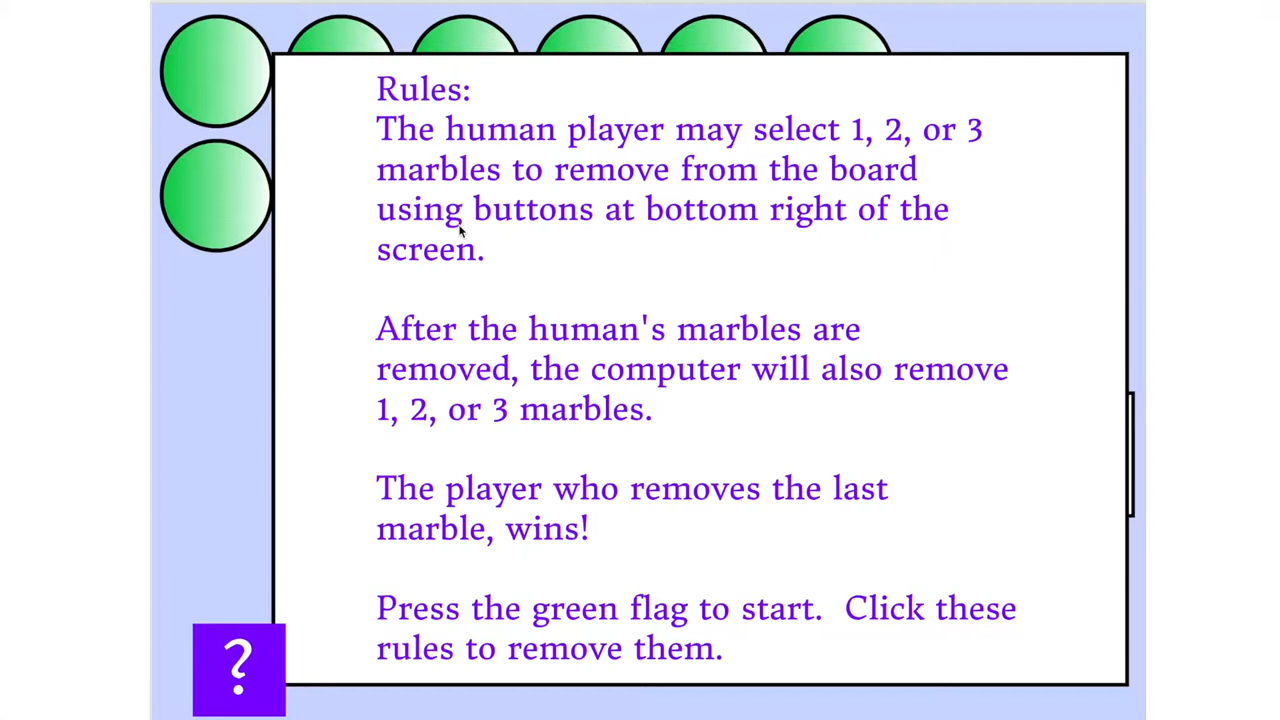 Rules:
The human player may select 1, 2, or 3
marbles to remove from the board
using buttons at bottom right of the
screen.
After the human's marbles are
removed, the computer will also remove
1, 2, or 3 marbles.
The player who removes the last
marble, wins!
Press the green flag to start.  Click these
rules to remove them.
?